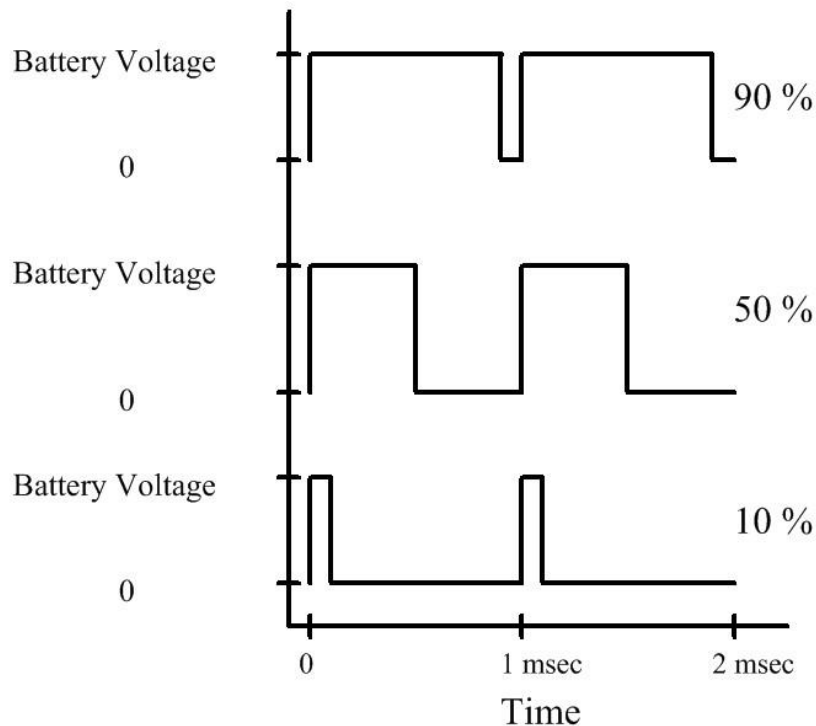 Battery Voltage
90 %
0
Battery Voltage
50 %
0
Battery Voltage
10 %
0
0
1 msec
2 msec
Time